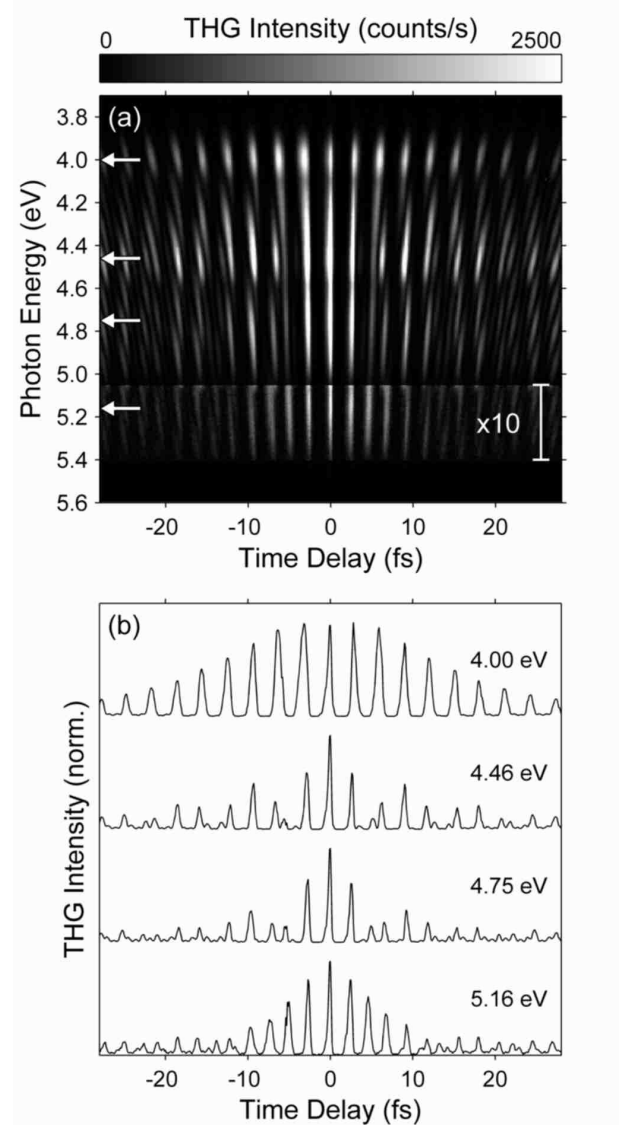 THG Intensity (counts/s)
0 2500
(a)
Photon Energy (eV)
3.8
4.0
4.2
4.4
4.6
4.8
5.0
5.2
5.4
5.6
x10
-20 -10 0 10 20
Time Delay (fs)
(b)
THG Intensity (norm.)
4.00 eV
4.46 eV
4.75 eV
5.16 eV
-20 -10 0 10 20
Time Delay (fs)